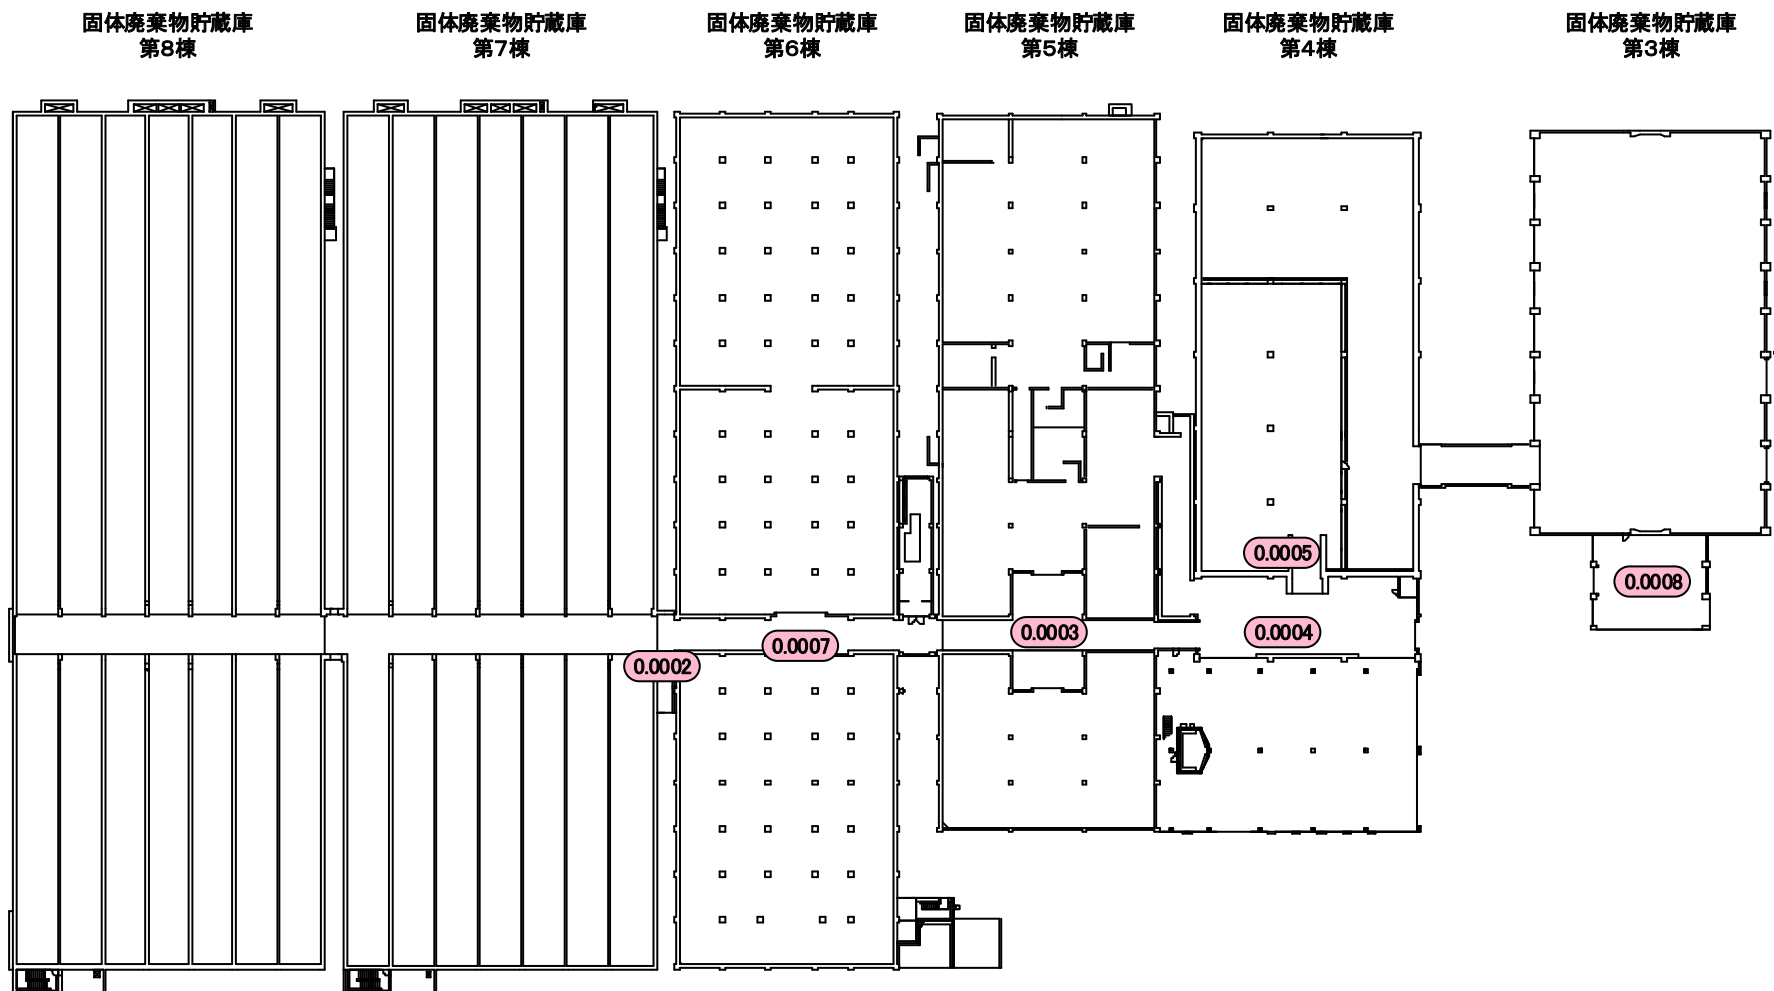 固体廃棄物貯蔵庫
第8棟
固体廃棄物貯蔵庫
第7棟
固体廃棄物貯蔵庫
第6棟
固体廃棄物貯蔵庫
第5棟
固体廃棄物貯蔵庫
第4棟
固体廃棄物貯蔵庫
第3棟
0.0005
0.0008
0.0003
0.0004
0.0007
0.0002